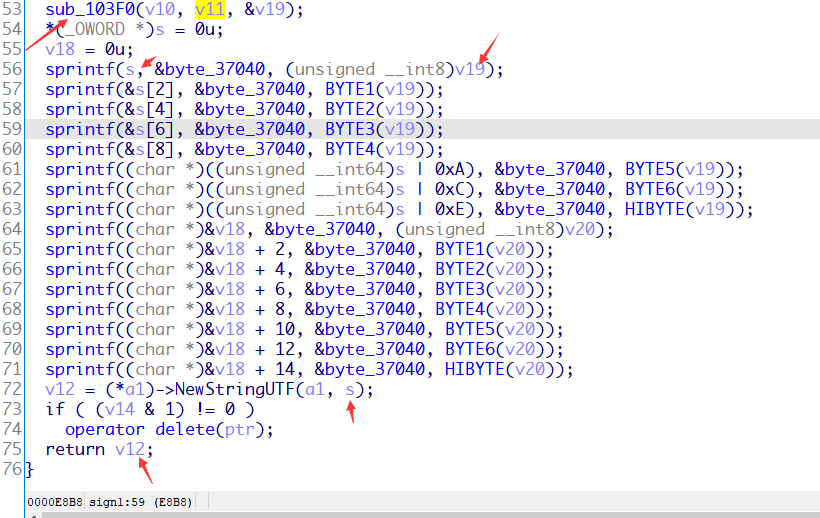 53 sub_103F0(v10, v11, &v19);
54 *(_OWORD *)s = 0u;
55 v18 = 0u;
56 sprintf(s, &byte_37040, (unsigned __int8)v19);
57 sprintf(&s[2], &byte_37040, BYTE1(v19));
58 sprintf(&s[4], &byte_37040, BYTE2(v19));
59 sprintf(&s[6], &byte_37040, BYTE3(v19));
60 sprintf(&s[8], &byte_37040, BYTE4(v19));
61 sprintf((char *)((unsigned __int64)s | 0xA), &byte_37040, BYTE5(v19));
62 sprintf((char *)((unsigned __int64)s | 0xC), &byte_37040, BYTE6(v19));
63 sprintf((char *)((unsigned __int64)s | 0xE), &byte_37040, HIBYTE(v19));
64 sprintf((char *)&v18, &byte_37040, (unsigned __int8)v20);
65 sprintf((char *)&v18 + 2, &byte_37040, BYTE1(v20));
66 sprintf((char *)&v18 + 4, &byte_37040, BYTE2(v20));
67 sprintf((char *)&v18 + 6, &byte_37040, BYTE3(v20));
68 sprintf((char *)&v18 + 8, &byte_37040, BYTE4(v20));
69 sprintf((char *)&v18 + 10, &byte_37040, BYTE5(v20));
70 sprintf((char *)&v18 + 12, &byte_37040, BYTE6(v20));
71 sprintf((char *)&v18 + 14, &byte_37040, HIBYTE(v20));
72 v12 = (*a1)->NewStringUTF(a1, s);
73 if ( (v14 & 1) != 0 )
74 operator delete(ptr);
75 return v12;
76 }
0000E8B8 sign1:59 (E8B8)